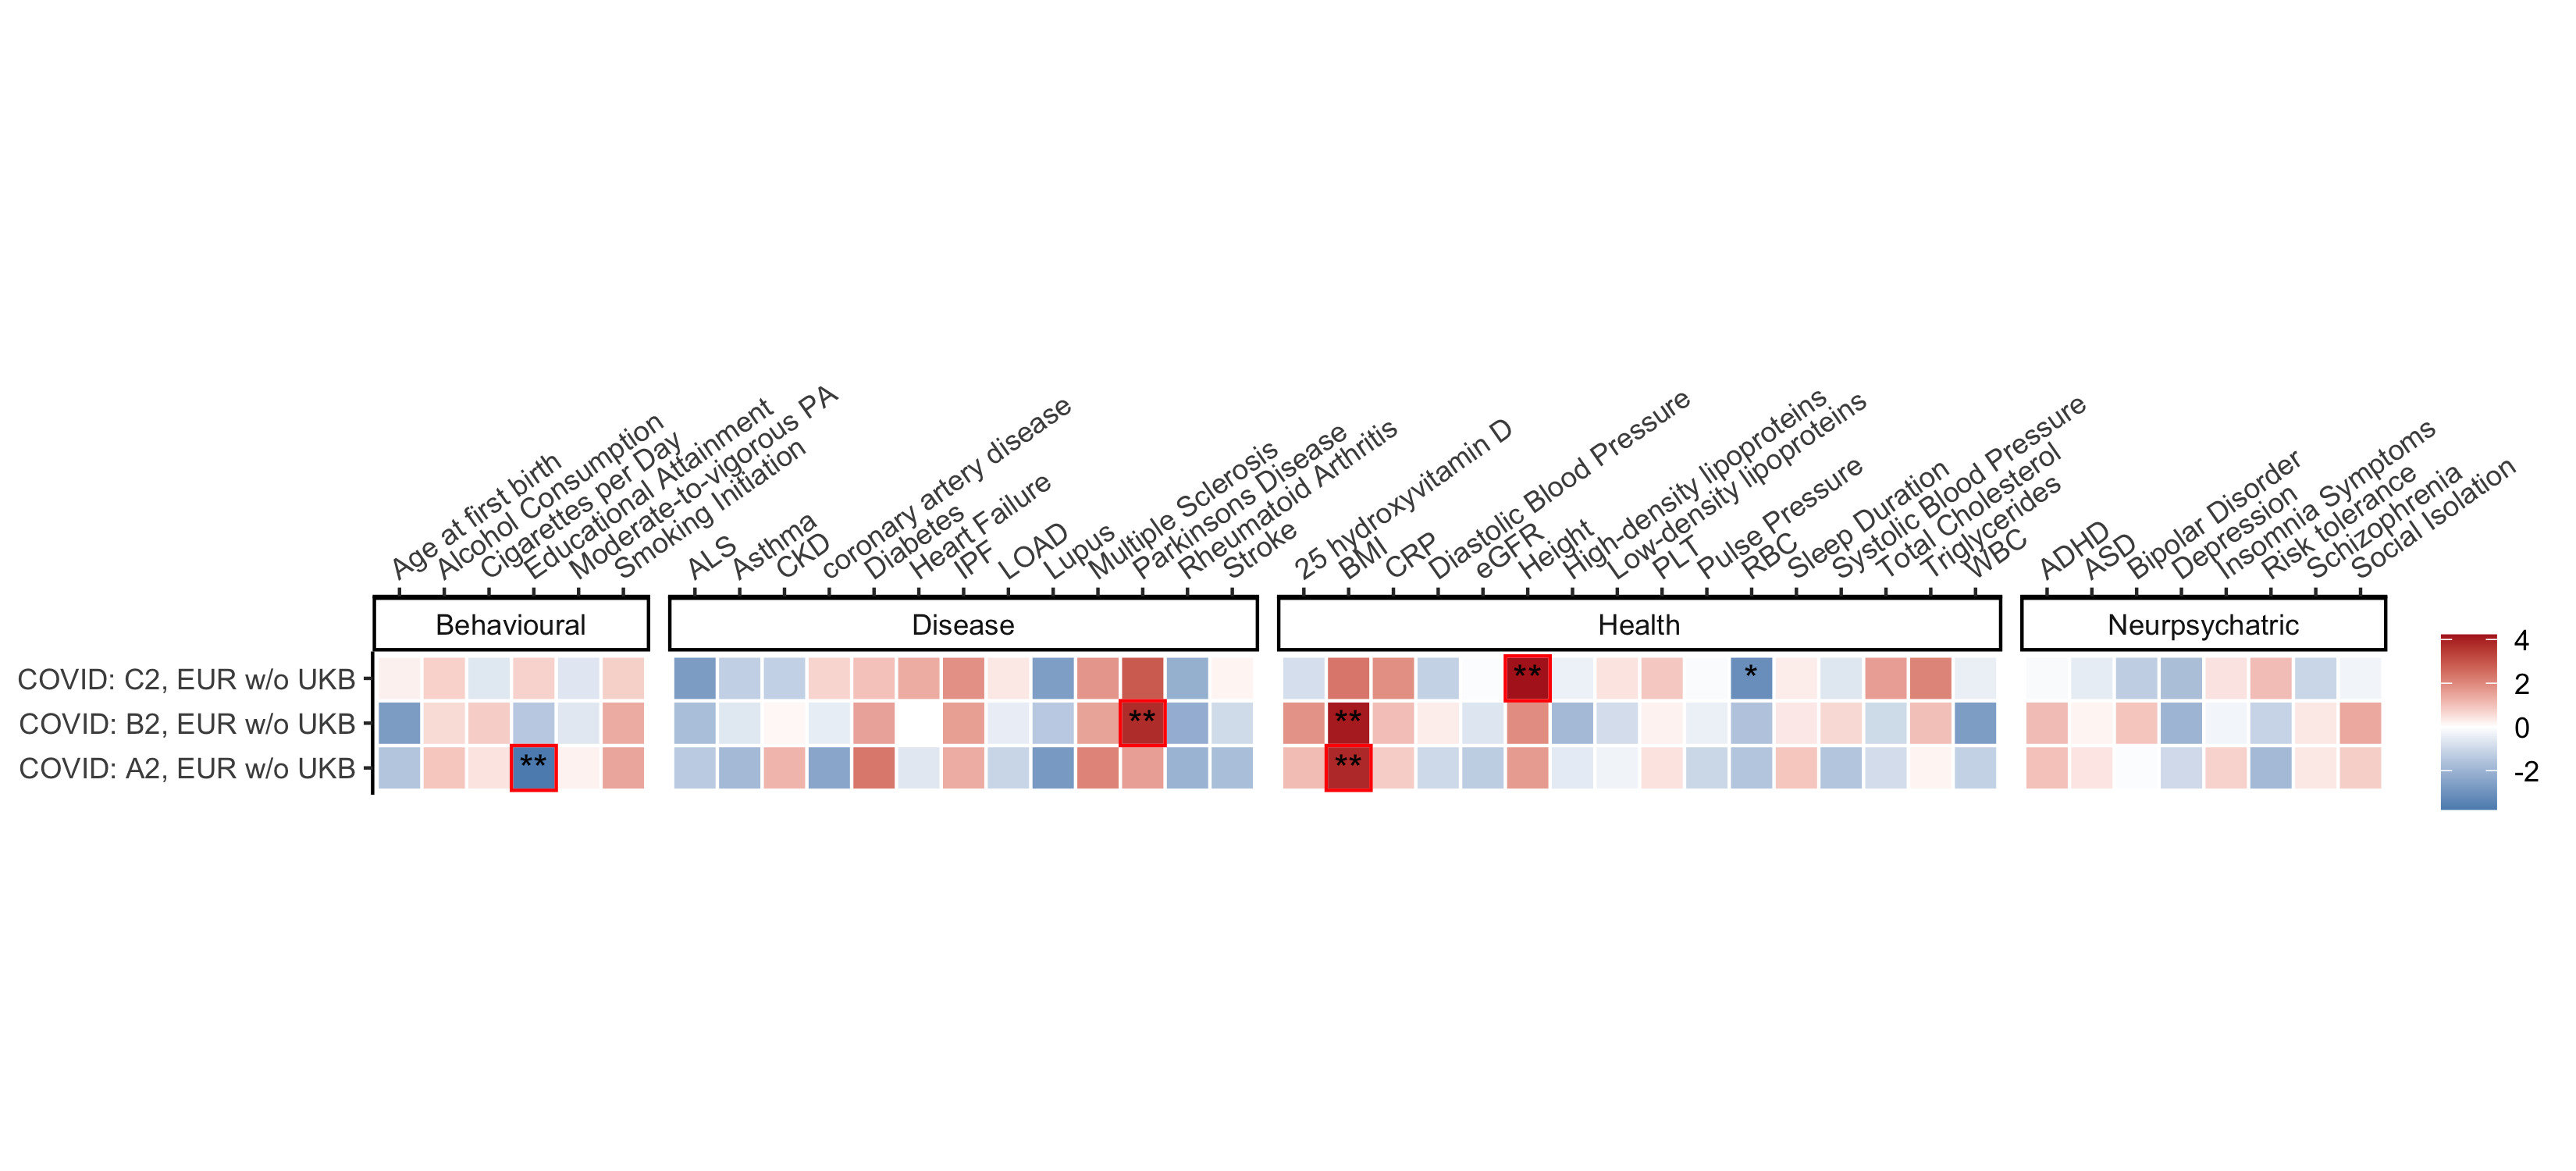 Age at first birth
Alcohol Consumption
Cigarettes per Day
Educational Attainment
Moderate-to-vigorous PA
Smoking Initiation
ALS
Asthma
CKD
coronary artery disease
Diabetes
Heart Failure
IPF
LOAD
Lupus
Multiple Sclerosis
Parkinsons Disease
Rheumatoid Arthritis
Stroke
25 hydroxyvitamin D
BMI
CRP
Diastolic Blood Pressure
eGFR
Height
High-density lipoproteins
Low-density lipoproteins
PLT
Pulse Pressure
RBC
Sleep Duration
Systolic Blood Pressure
Total Cholesterol
Triglycerides
WBC
ADHD
ASD
Bipolar Disorder
Depression
Insomnia Symptoms
Risk tolerance
Schizophrenia
Social Isolation
Behavioural
Disease
Health
Neurpsychatric
COVID: C2, EUR w/o UKB
** *
COVID: B2, EUR w/o UKB
** **
COVID: A2, EUR w/o UKB
** **
4
2
0
-2